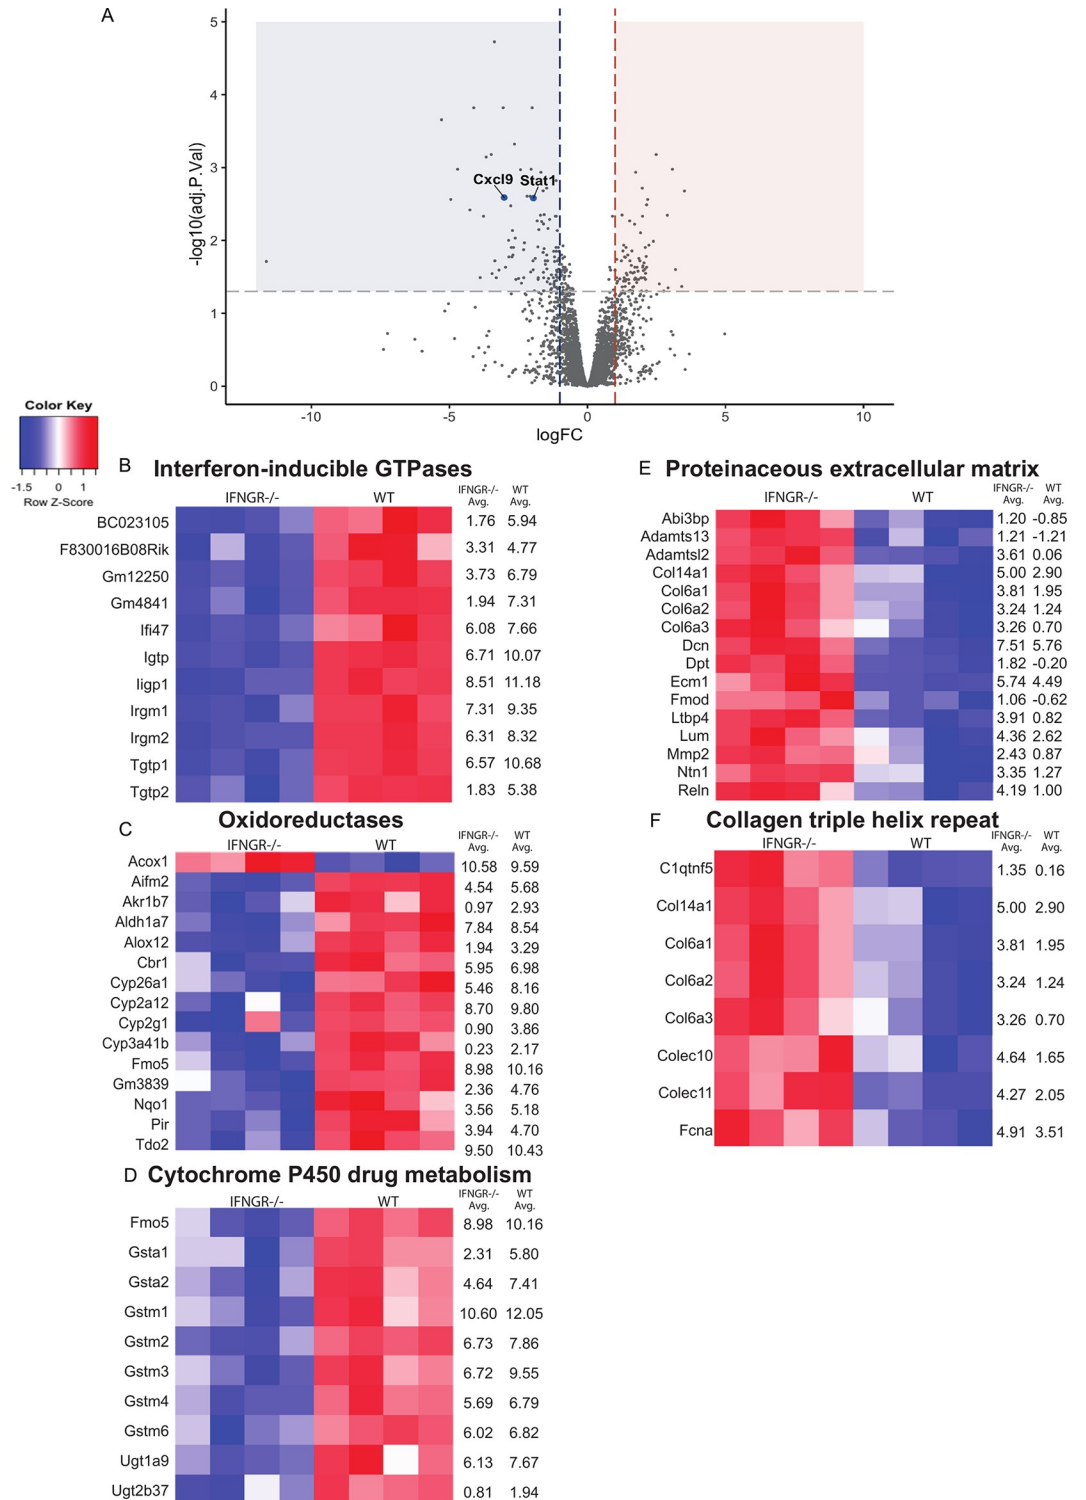 A
-log10(adj.P.Val)
5
4
3
2
1
0
Cxcl9 Stat1
-10 -5 0 5 10
logFC
Color Key
-1.5 0 1
Row Z-Score
B Interferon-inducible GTPases
IFNGR-/- WT IFNGR-/- Avg. WT Avg.
BC023105 1.76 5.94
F830016B08Rik 3.31 4.77
Gm12250 3.73 6.79
Gm4841 1.94 7.31
Ifi47 6.08 7.66
Igtp 6.71 10.07
Iigp1 8.51 11.18
Irgm1 7.31 9.35
Irgm2 6.31 8.32
Tgtp1 6.57 10.68
Tgtp2 1.83 5.38
C Oxidoreductases
IFNGR-/- WT IFNGR-/- Avg. WT Avg.
Acox1 10.58 9.59
Aifm2 4.54 5.68
Akr1b7 0.97 2.93
Aldh1a7 7.84 8.54
Alox12 1.94 3.29
Cbr1 5.95 6.98
Cyp26a1 5.46 8.16
Cyp2a12 8.70 9.80
Cyp2g1 0.90 3.86
Cyp3a41b 0.23 2.17
Fmo5 8.98 10.16
Gm3839 2.36 4.76
Nqo1 3.56 5.18
Pir 3.94 4.70
Tdo2 9.50 10.43
D Cytochrome P450 drug metabolism
IFNGR-/- WT IFNGR-/- Avg. WT Avg.
Fmo5 8.98 10.16
Gsta1 2.31 5.80
Gsta2 4.64 7.41
Gstm1 10.60 12.05
Gstm2 6.73 7.86
Gstm3 6.72 9.55
Gstm4 5.69 6.79
Gstm6 6.02 6.82
Ugt1a9 6.13 7.67
Ugt2b37 0.81 1.94
E Proteinaceous extracellular matrix
IFNGR-/- WT IFNGR-/- Avg. WT Avg.
Abi3bp 1.20 -0.85
Adamts13 1.21 -1.21
Adamtsl2 3.61 0.06
Col14a1 5.00 2.90
Col6a1 3.81 1.95
Col6a2 3.24 1.24
Col6a3 3.26 0.70
Dcn 7.51 5.76
Dpt 1.82 -0.20
Ecm1 5.74 4.49
Fmod 1.06 -0.62
Ltbp4 3.91 0.82
Lum 4.36 2.62
Mmp2 2.43 0.87
Ntn1 3.35 1.27
Reln 4.19 1.00
F Collagen triple helix repeat
IFNGR-/- WT IFNGR-/- Avg. WT Avg.
C1qtnf5 1.35 0.16
Col14a1 5.00 2.90
Col6a1 3.81 1.95
Col6a2 3.24 1.24
Col6a3 3.26 0.70
Colec10 4.64 1.65
Colec11 4.27 2.05
Fcna 4.91 3.51